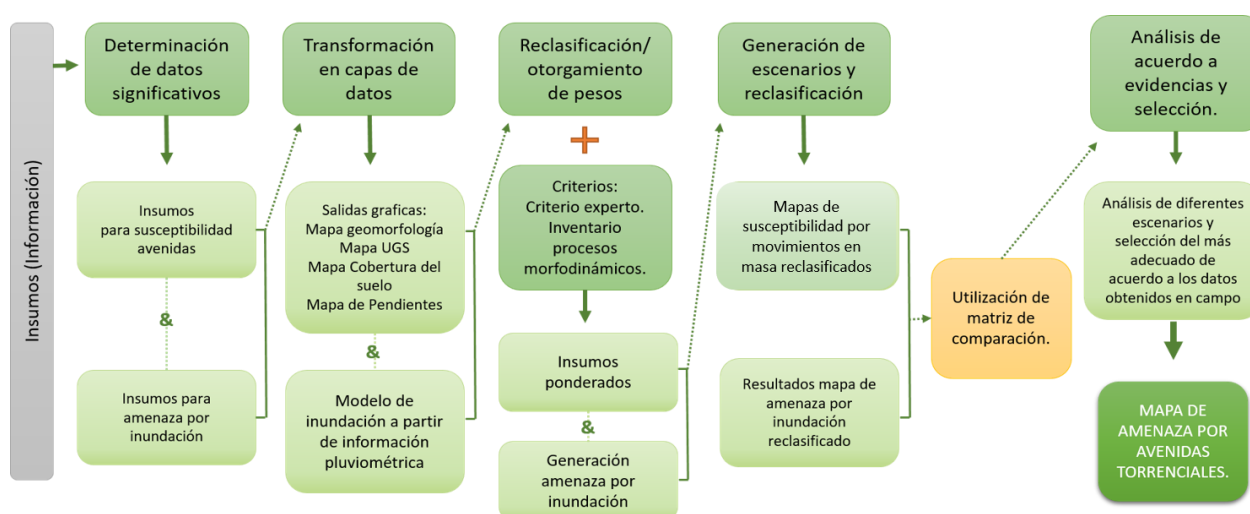 Insumos (Información)
Determinación
de datos
significativos
Insumos
para susceptibilidad
avenidas
&
Insumos para
amenaza por
inundación
Transformación
en capas de
datos
Salidas graficas:
Mapa geomorfología
Mapa UGS
Mapa Cobertura del
suelo
Mapa de Pendientes
&
Modelo de
inundación a partir
de información
pluviométrica
Reclasificación/
otorgamiento
de pesos
+
Criterios:
Criterio experto.
Inventario
procesos
morfodinámicos.
Insumos
ponderados
&
Generación
amenaza por
inundación
Generación de
escenarios y
reclasificación
Mapas de
susceptibilidad por
movimientos en
masa reclasificados
Resultados mapa de
amenaza por
inundación
reclasificado
Utilización de
matriz de
comparación.
Análisis de
acuerdo a
evidencias y
selección.
Análisis de diferentes
escenarios y
selección del más
adecuado de
acuerdo a los datos
obtenidos en campo
MAPA DE
AMENAZA POR
AVENIDAS
TORRENCIALES.